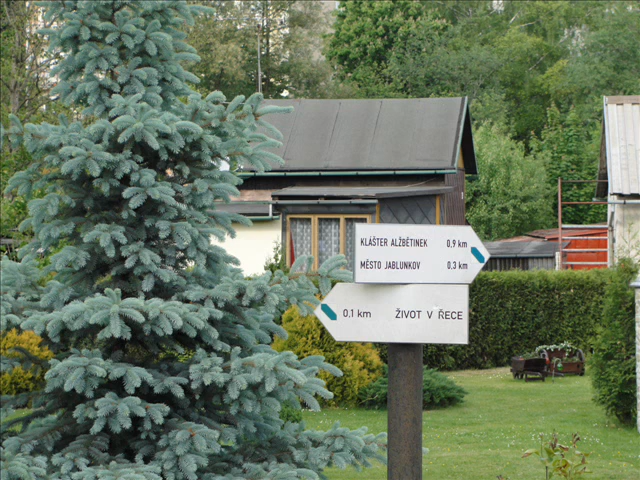 KLÁŠTER ALŽBĚTINEK 0.9 km
MĚSTO JABLUNKOV 0.3 km
0,1 km ŽIVOT V ŘECE